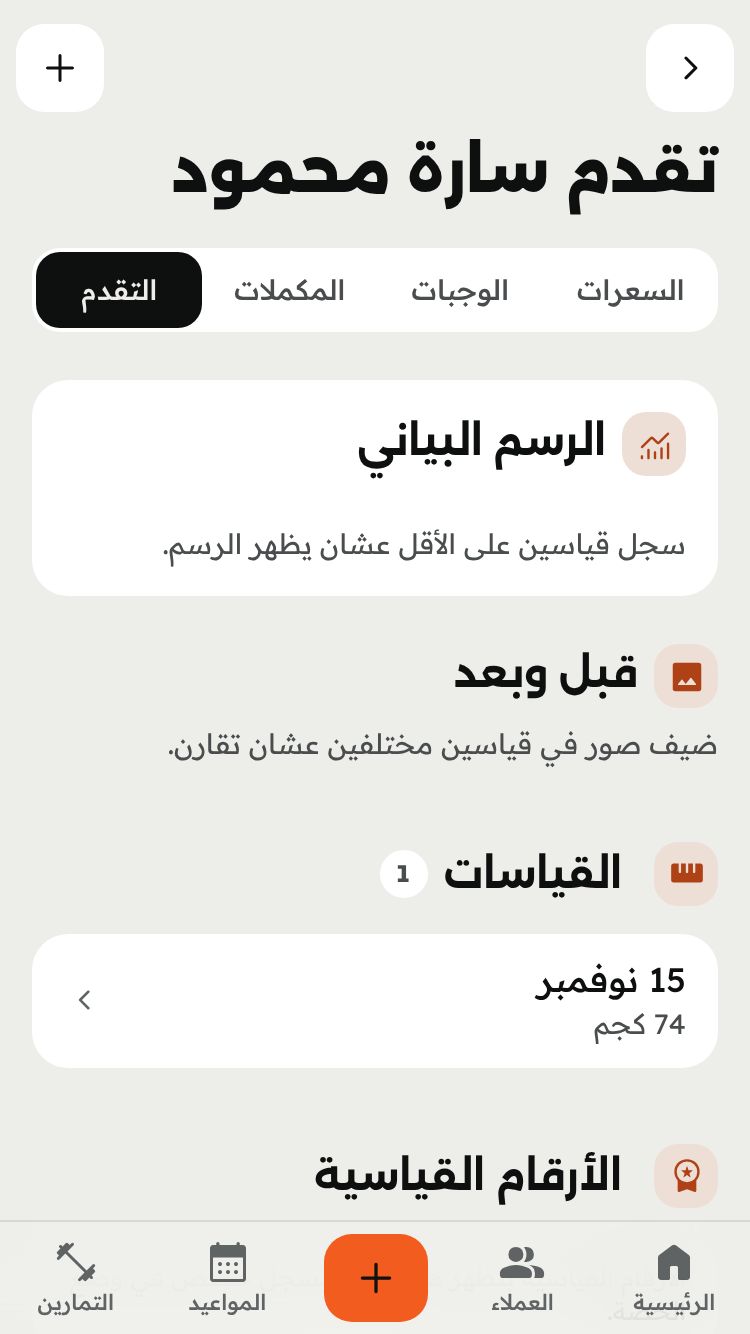 تقدم سارة محمود
السعرات
الوجبات
المكملات
التقدم
الرسم البياني
سجل قياسين على الأقل عشان يظهر الرسم.
قبل وبعد
ضيف صور في قياسين مختلفين عشان تقارن.
القياسات 1
15 نوفمبر
74 كجم
الأرقام القياسية
الرئيسية
العملاء
المواعيد
التمارين